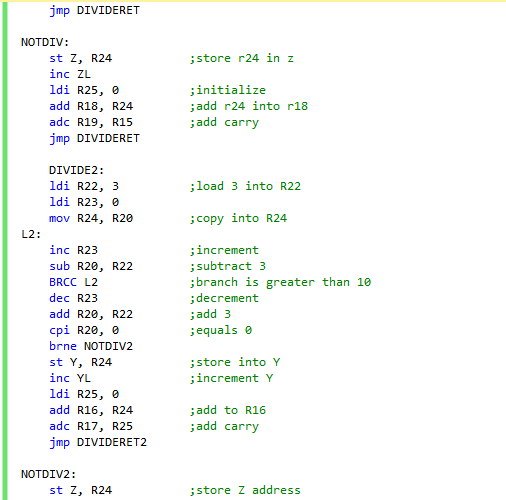 jmp DIVIDERET
NOTDIV:
st Z, R24 ;store r24 in z
inc ZL
ldi R25, 0 ;initialize
add R18, R24 ;add r24 into r18
adc R19, R15 ;add carry
jmp DIVIDERET
DIVIDE2:
ldi R22, 3 ;load 3 into R22
ldi R23, 0
mov R24, R20 ;copy into R24
L2:
inc R23 ;increment
sub R20, R22 ;subtract 3
BRCC L2 ;branch is greater than 10
dec R23 ;decrement
add R20, R22 ;add 3
cpi R20, 0 ;equals 0
brne NOTDIV2
st Y, R24 ;store into Y
inc YL ;increment Y
ldi R25, 0
add R16, R24 ;add to R16
adc R17, R25 ;add carry
jmp DIVIDERET2
NOTDIV2:
st Z, R24 ;store Z address